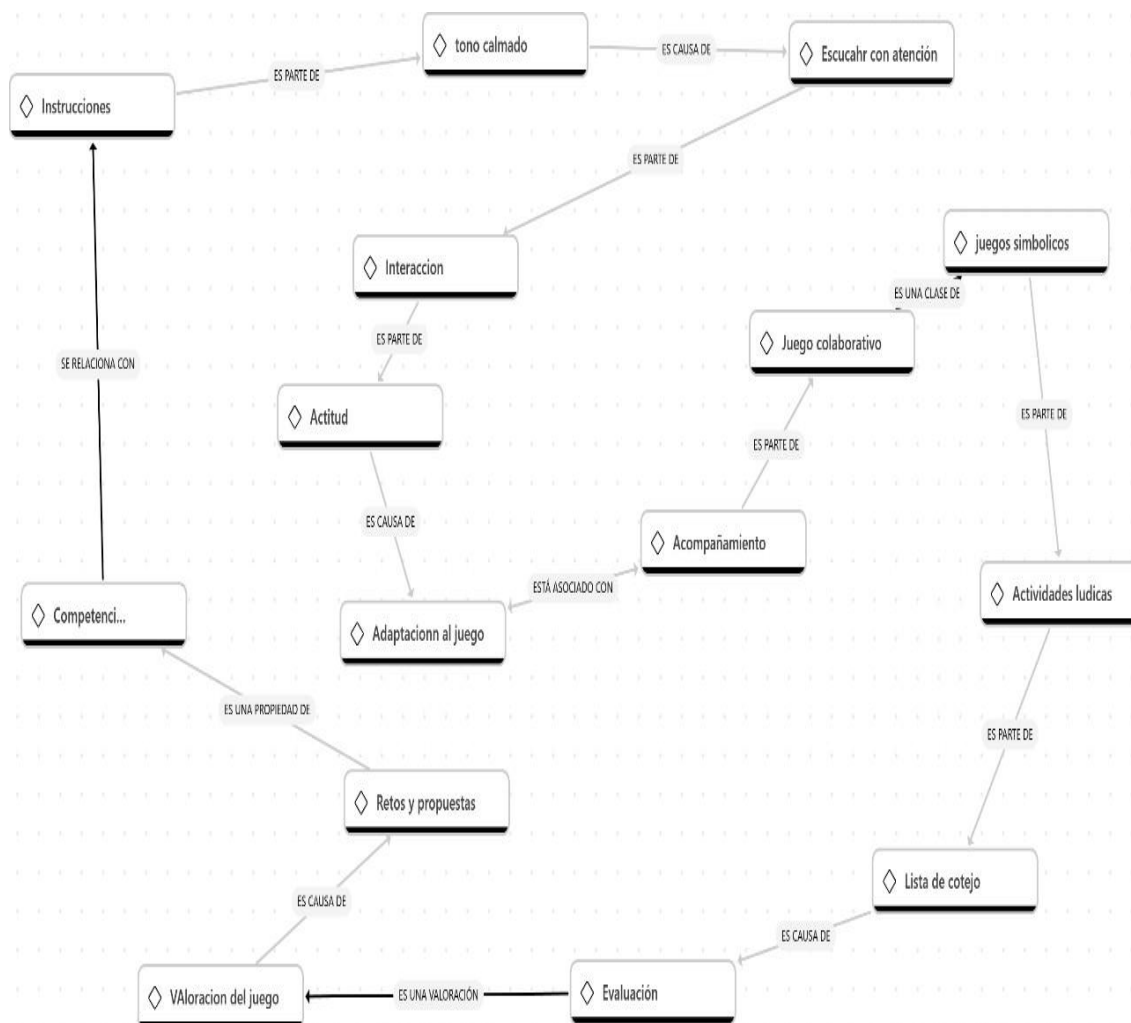 tono calmado
ES CAUSA DE
Escucahr con atención
ES PARTE DE
Instrucciones
ES PARTE DE
juegos simbolicos
Interaccion
ES UNA CLASE DE
ES PARTE DE
Juego colaborativo
SE RELACIONA CON
Actitud
ES PARTE DE
ES PARTE DE
ES CAUSA DE
Acompañamiento
ESTÁ ASOCIADO CON
Actividades ludicas
Competenci...
Adaptacionn al juego
ES UNA PROPIEDAD DE
ES PARTE DE
Retos y propuestas
Lista de cotejo
ES CAUSA DE
ES CAUSA DE
VAloracion del juego
ES UNA VALORACIÓN
Evaluación